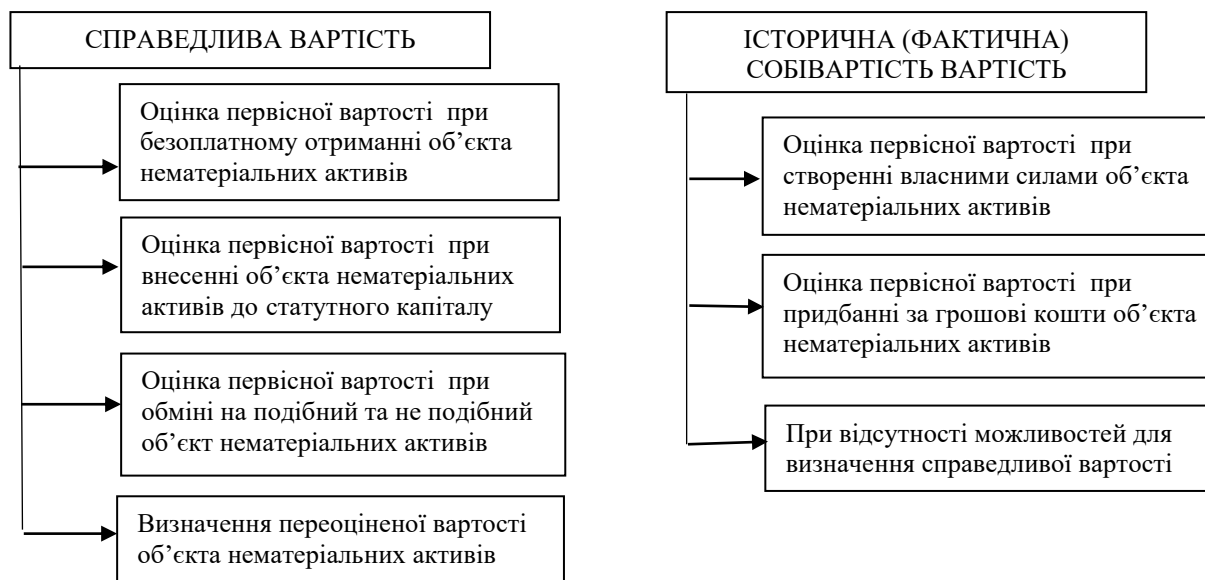 СПРАВЕДЛИВА ВАРТІСТЬ
Оцінка первісної вартості при
безоплатному отриманні об’єкта
нематеріальних активів
Оцінка первісної вартості при
внесенні об’єкта нематеріальних
активів до статутного капіталу
Оцінка первісної вартості при
обміні на подібний та не подібний
об’єкт нематеріальних активів
Визначення переоціненої вартості
об’єкта нематеріальних активів
ІСТОРИЧНА (ФАКТИЧНА)
СОБІВАРТІСТЬ ВАРТІСТЬ
Оцінка первісної вартості при
створенні власними силами об’єкта
нематеріальних активів
Оцінка первісної вартості при
придбанні за грошові кошти об’єкта
нематеріальних активів
При відсутності можливостей для
визначення справедливої вартості